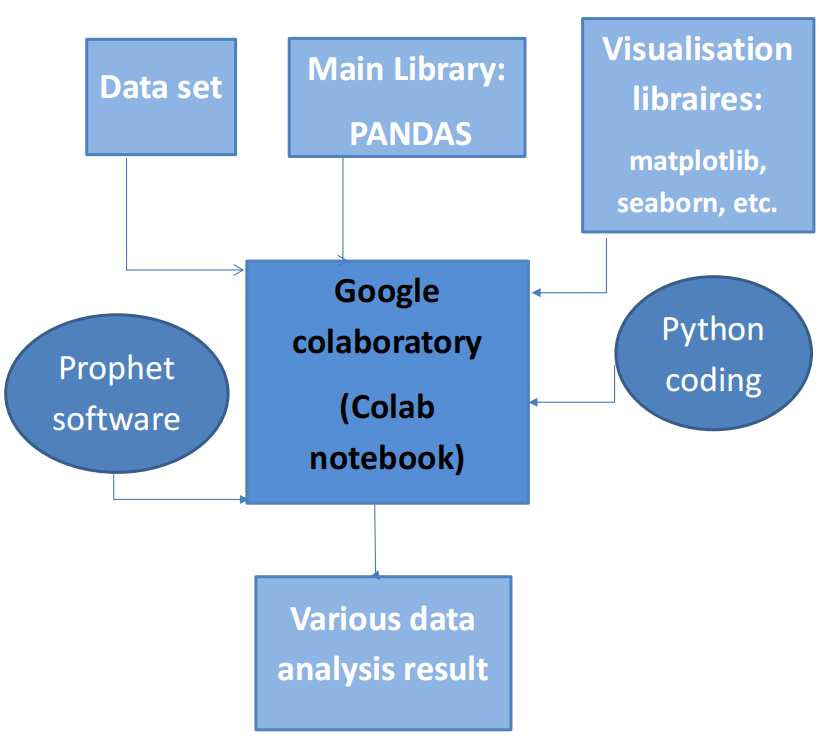 Data set
Main Library:
PANDAS
Visualisation
libraires:
matplotlib,
seaborn, etc.
Google
colaboratory
(Colab
notebook)
Prophet
software
Python
coding
Various data
analysis result